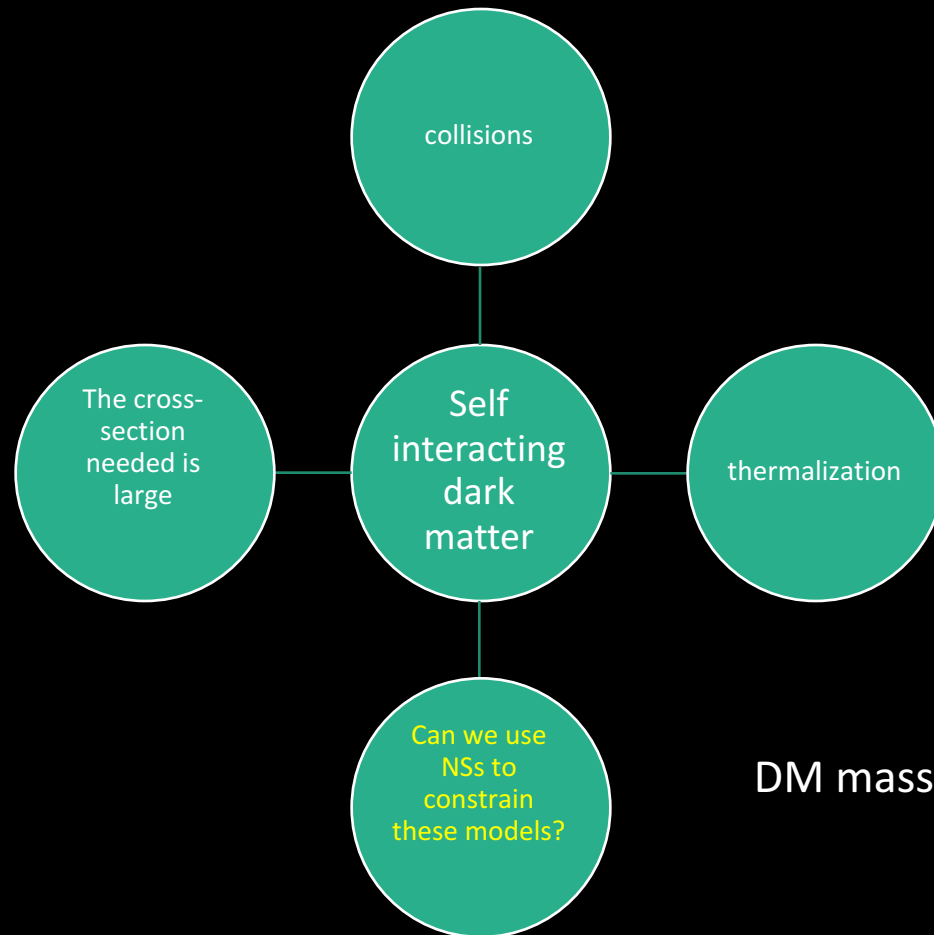 collisions
The cross-
section
needed is
large
Self
interacting
dark
matter
thermalization
Can we use
NSs to
constrain
these models?
DM mass